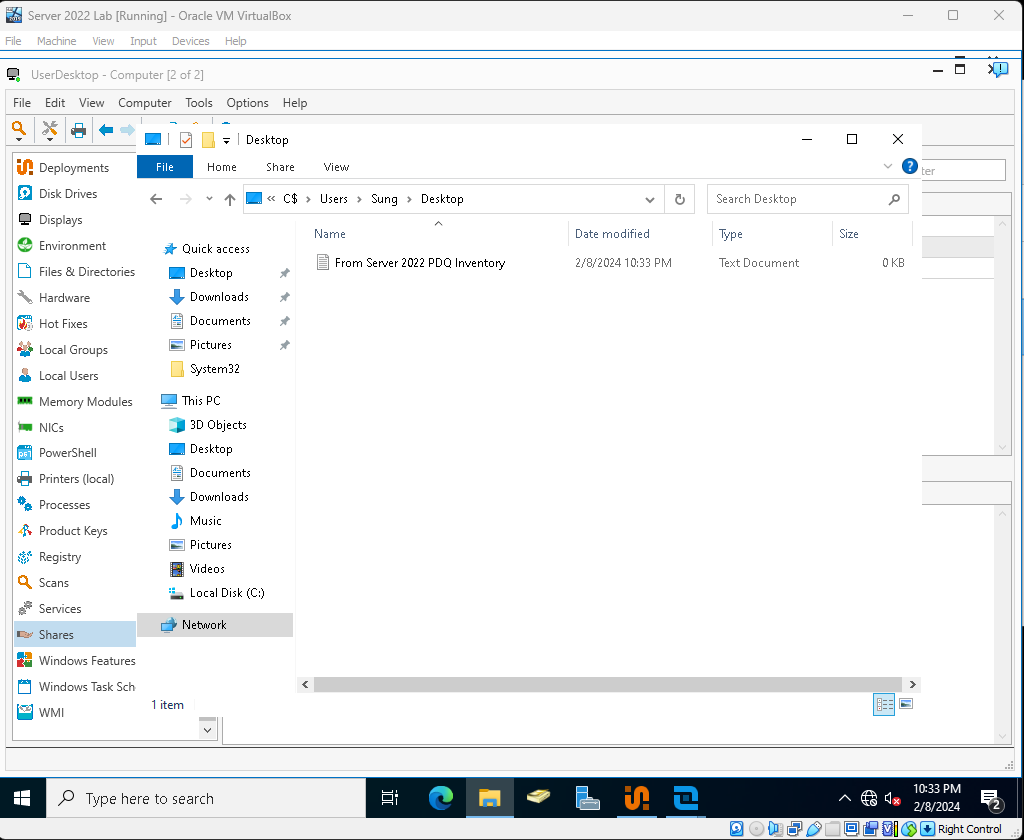 Server 2022 Lab [Running] - Oracle VM VirtualBox
File Machine View Input Devices Help
UserDesktop - Computer [2 of 2]
File Edit View Computer Tools Options Help
Desktop
File Home Share View
« C$ › Users › Sung › Desktop
Search Desktop
Name Date modified Type Size
From Server 2022 PDQ Inventory 2/8/2024 10:33 PM Text Document 0 KB
Deployments
Disk Drives
Displays
Environment
Files & Directories
Hardware
Hot Fixes
Local Groups
Local Users
Memory Modules
NICs
PowerShell
Printers (local)
Processes
Product Keys
Registry
Scans
Services
Shares
Windows Features
Windows Task Sch
WMI
Quick access
Desktop
Downloads
Documents
Pictures
System32
This PC
3D Objects
Desktop
Documents
Downloads
Music
Pictures
Videos
Local Disk (C:)
Network
1 item
Type here to search
10:33 PM
2/8/2024
2
Right Control